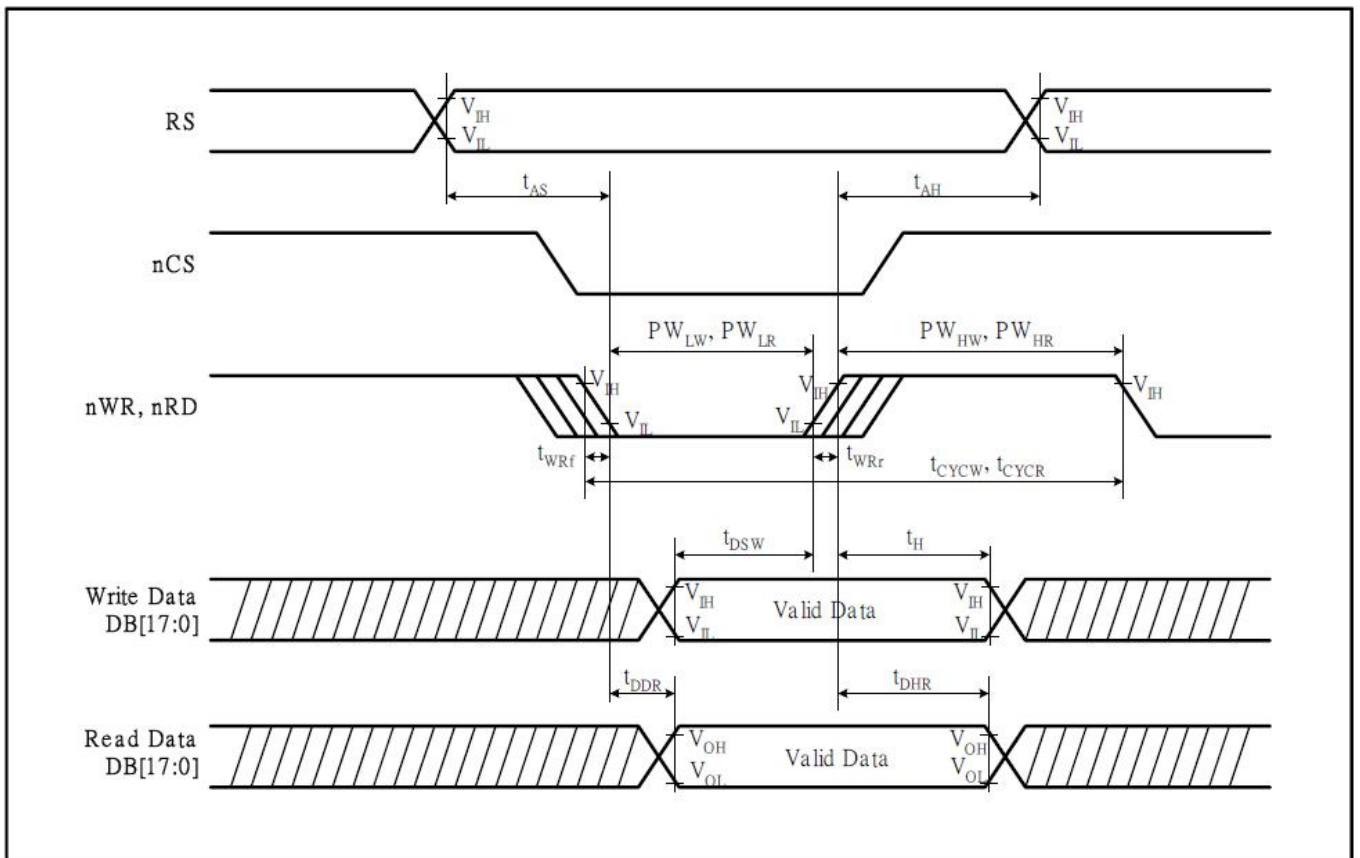 RS
V_IH
V_IL
V_IH
V_IL
t_AS
t_AH
nCS
PW_LW, PW_LR
PW_HW, PW_HR
nWR, nRD
V_IH
V_IL
V_IH
V_IL
V_IH
t_WRf
t_WRr
t_CYCW, t_CYCR
t_DSW
t_H
Write Data
DB[17:0]
V_IH
V_IL
Valid Data
V_IH
V_IL
t_DDR
t_DHR
Read Data
DB[17:0]
V_OH
V_OL
Valid Data
V_OH
V_OL